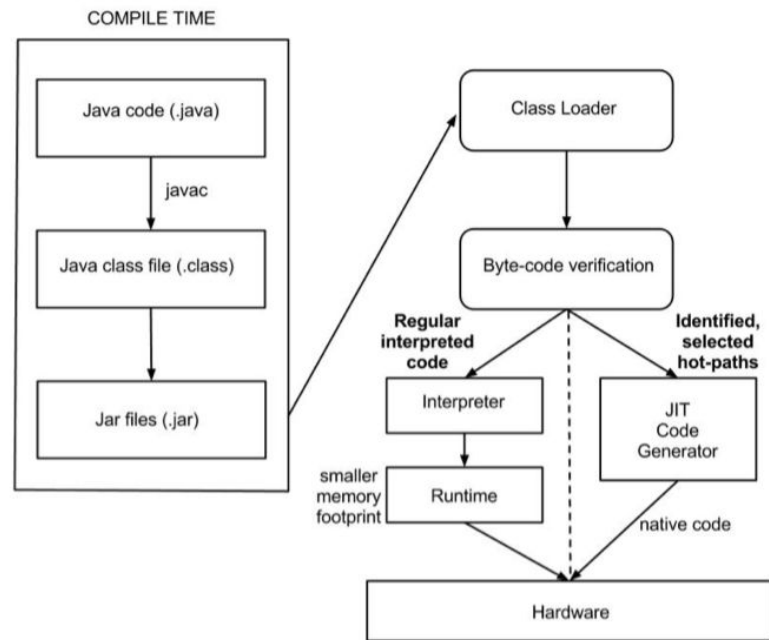 COMPILE TIME
Java code (.java)
javac
Java class file (.class)
Jar files (.jar)
Class Loader
Byte-code verification
Regular
interpreted
code
Identified,
selected
hot-paths
Interpreter
JIT
Code
Generator
smaller
memory
footprint
Runtime
native code
Hardware